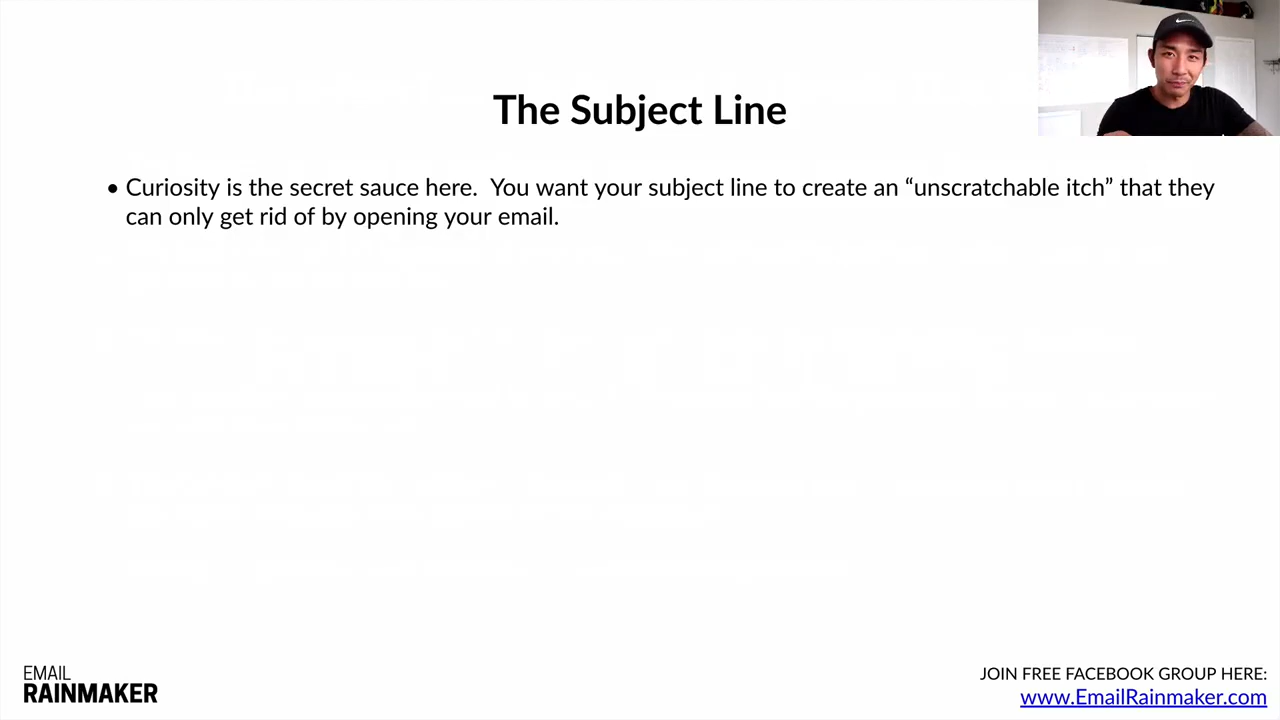 The Subject Line
• Curiosity is the secret sauce here.  You want your subject line to create an “unscratchable itch” that they
can only get rid of by opening your email.
EMAIL
RAINMAKER
JOIN FREE FACEBOOK GROUP HERE:
www.EmailRainmaker.com